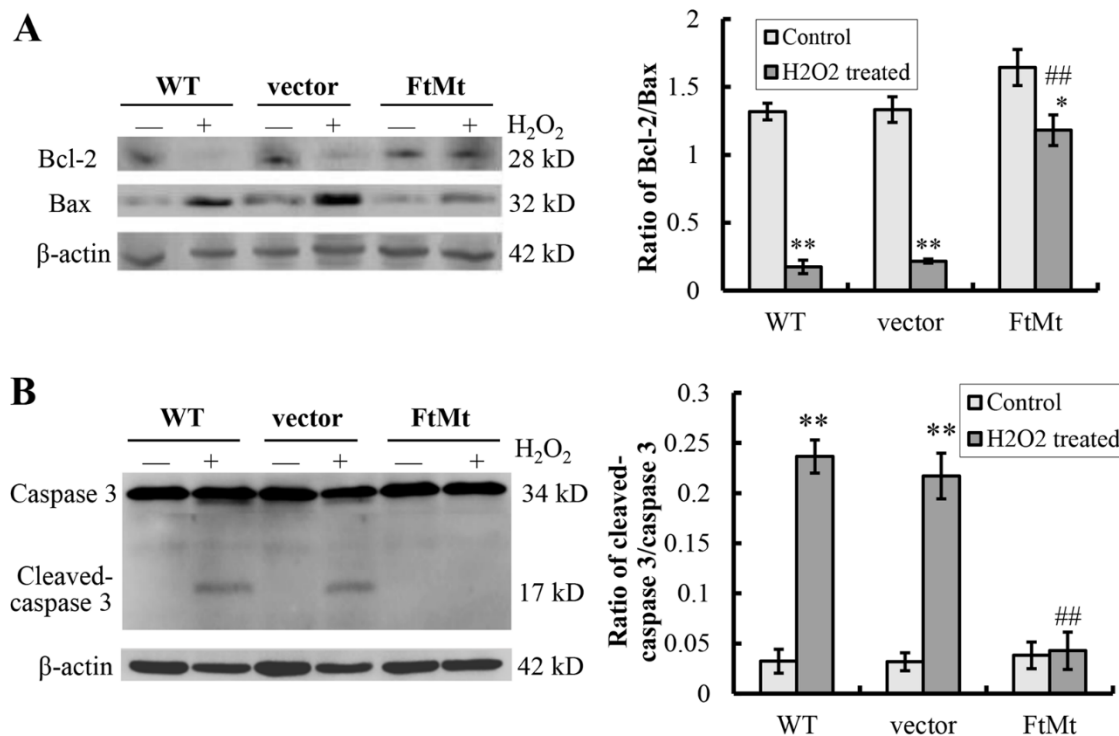 A
WT vector FtMt
— + — + — + H₂O₂
Bcl-2 28 kD
Bax 32 kD
β-actin 42 kD
Ratio of Bcl-2/Bax
2
1.5
1
0.5
0
Control
H2O2 treated
** ** ## *
WT vector FtMt
B
WT vector FtMt
— + — + — + H₂O₂
Caspase 3 34 kD
Cleaved-
caspase 3 17 kD
β-actin 42 kD
Ratio of cleaved-
caspase 3/caspase 3
0.3
0.25
0.2
0.15
0.1
0.05
0
Control
H2O2 treated
** ** ##
WT vector FtMt